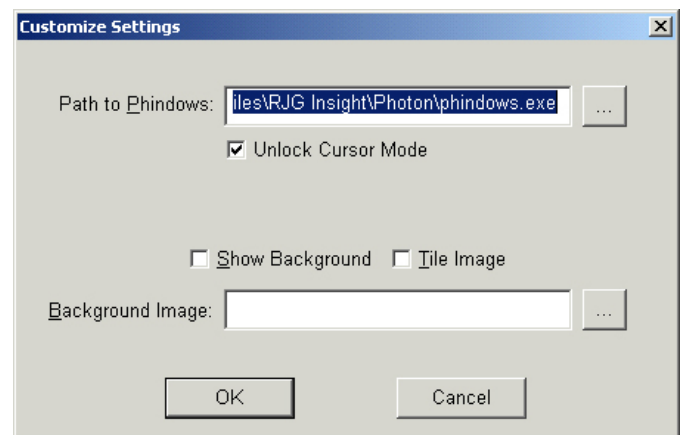 Customize Settings
Path to Phindows: iles\RJG Insight\Photon\phindows.exe ...
Unlock Cursor Mode
Show Background Tile Image
Background Image: ...
OK Cancel